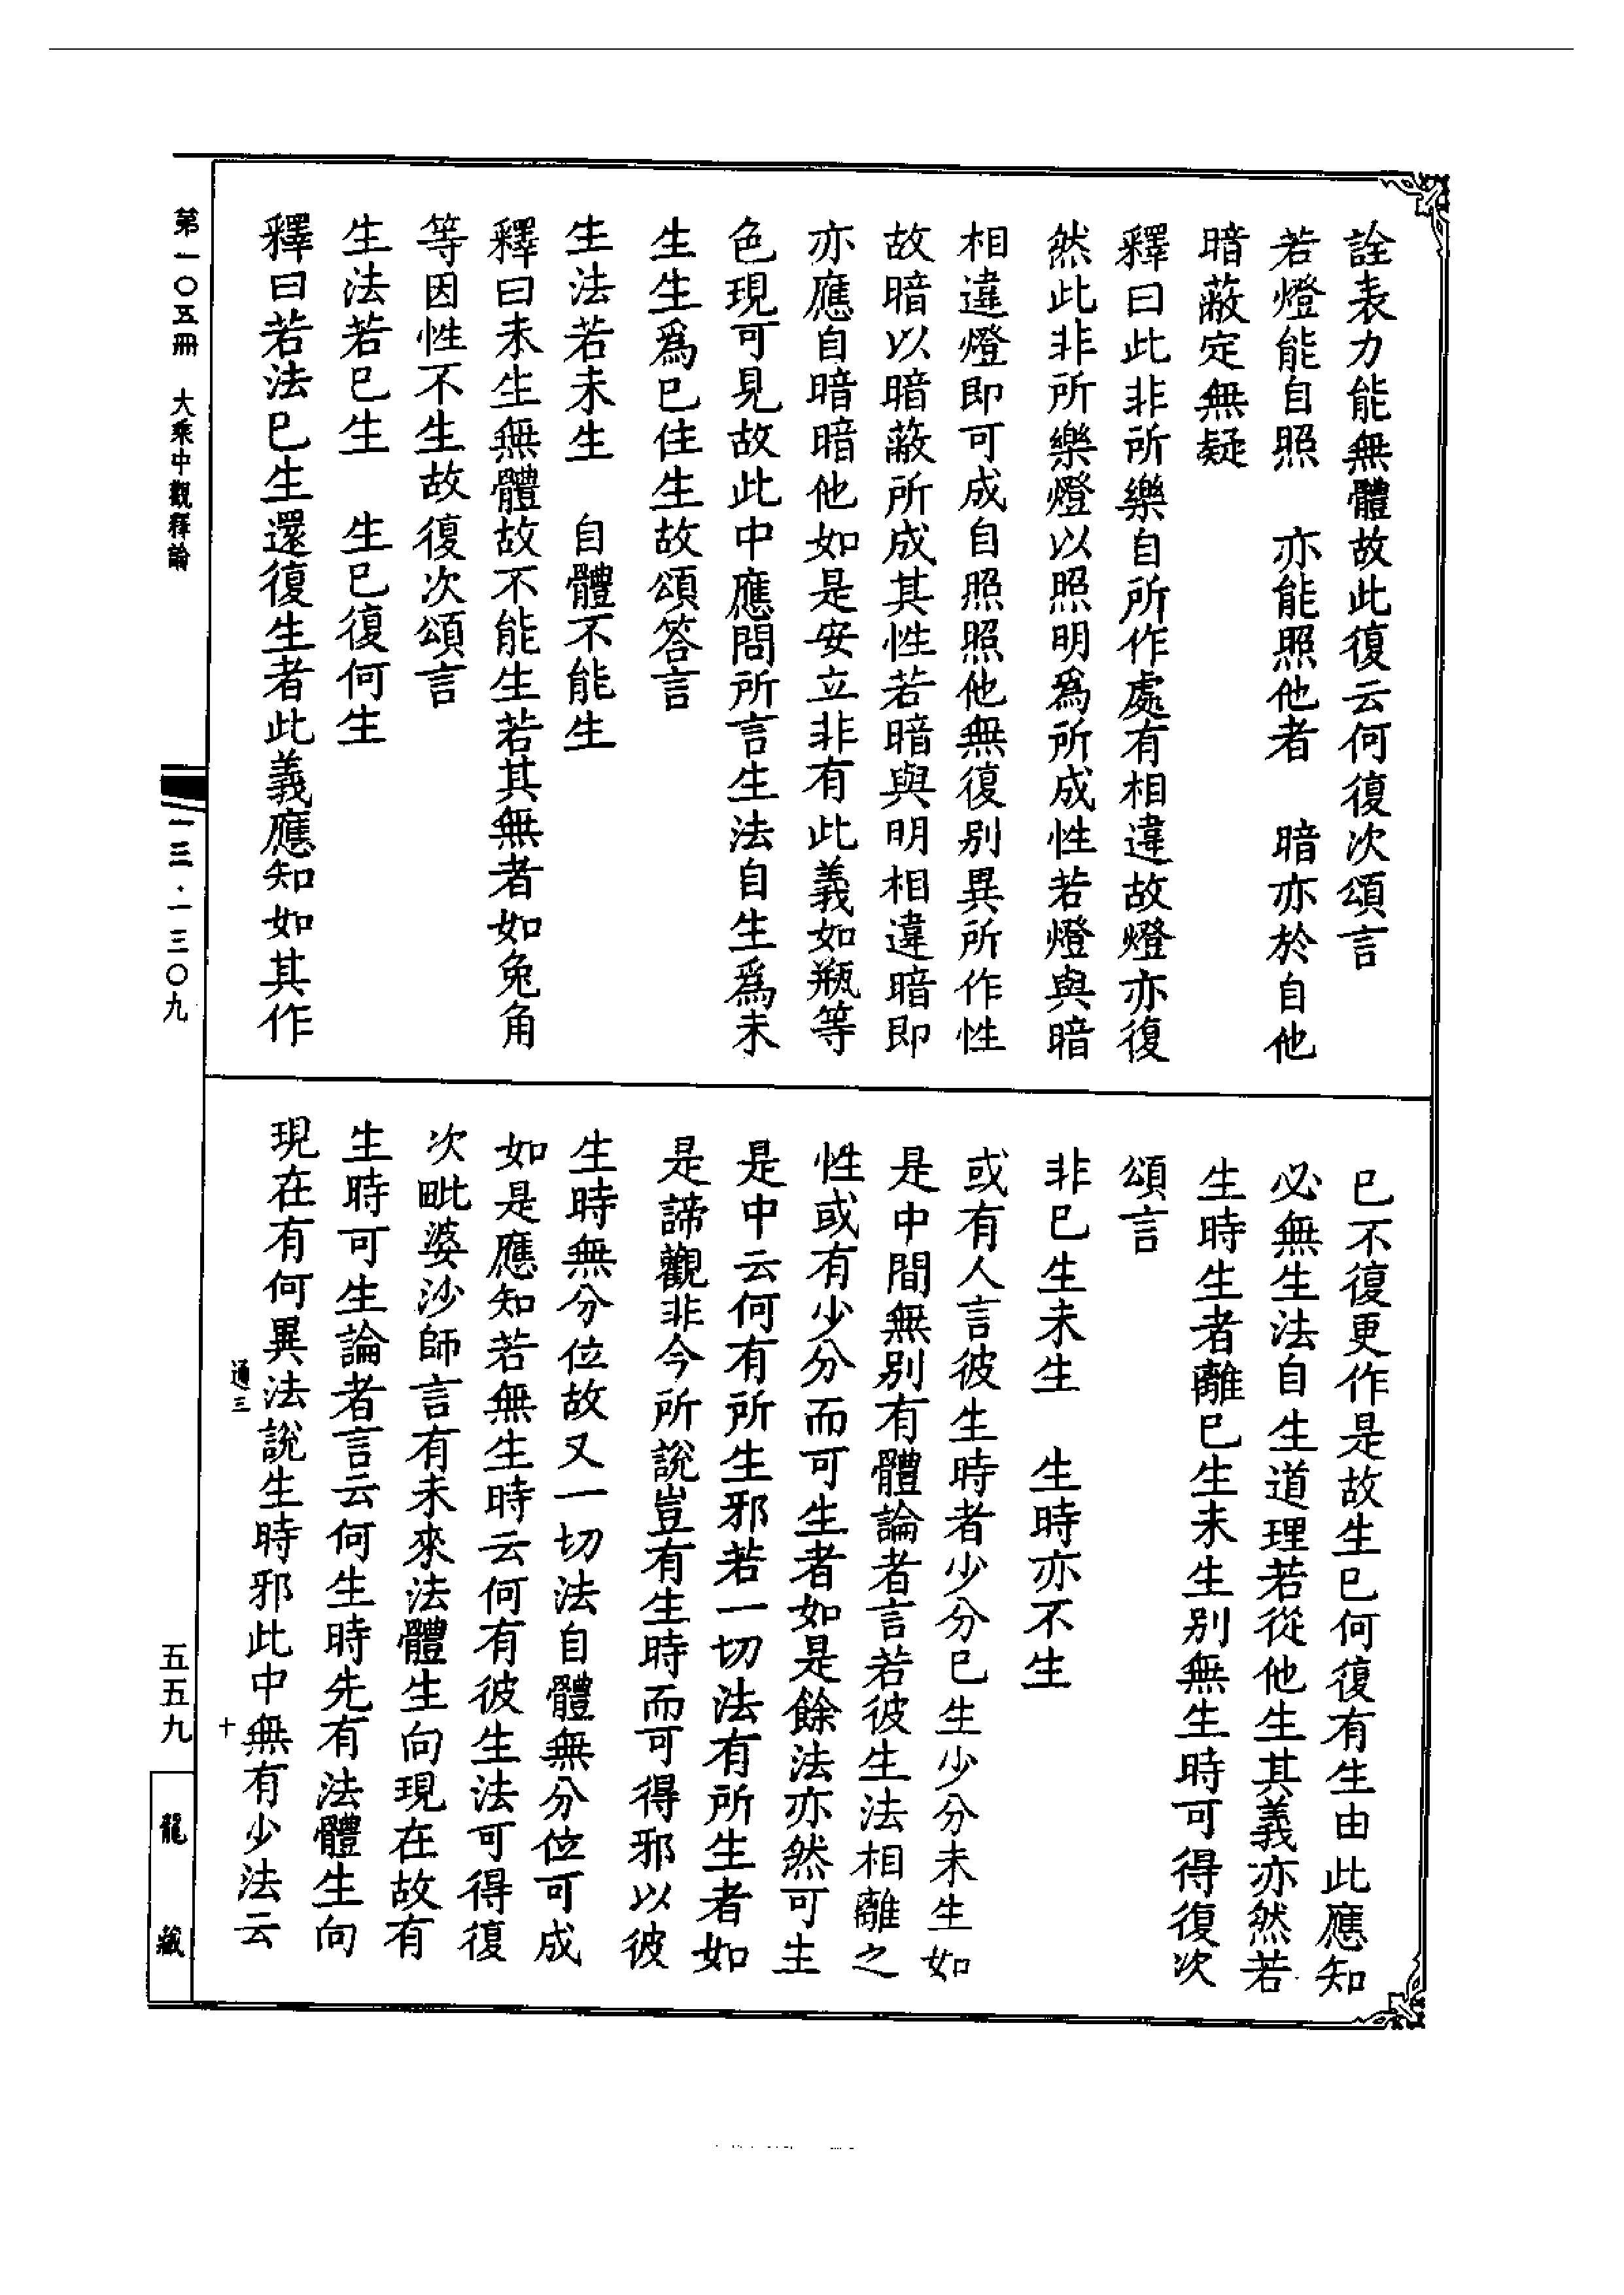 詮表力能無體故此復云何復次頌言
若燈能自照　亦能照他者　暗亦於自他
暗蔽定無疑
釋曰此非所樂自所作處有相違故燈亦復
然此非所樂燈以照明爲所成性若燈與暗
相違燈即可成自照照他無復別異所作性
故暗以暗蔽所成其性若暗與明相違暗即
亦應自暗暗他如是安立非有此義如瓶等
色現可見故此中應問所言生法自生爲未
生生爲已住生故頌答言
生法若未生　自體不能生
釋曰未生無體故不能生若其無者如兔角
等因性不生故復次頌言
生法若已生　生已復何生
釋曰若法已生還復生者此義應知如其作
已不復更作是故生已何復有生由此應知
必無生法自生道理若從他生其義亦然若
生時生者離已生未生別無生時可得復次
頌言
非已生未生　生時亦不生
或有人言彼生時者少分已生少分未生如
是中間無別有體論者言若彼生法相離之
性或有少分而可生者如是餘法亦然可生
是中云何有所生邪若一切法有所生者如
是諦觀非今所說豈有生時而可得邪以彼
生時無分位故又一切法自體無分位可成
如是應知若無生時云何有彼生法可得復
次毗婆沙師言有未來法體生向現在故有
生時可生論者言云何生時先有法體生向
現在有何異法說生時邪此中無有少法云
通三
十
第一〇五冊　大乘中觀釋論
一三·一三〇九
五五九
龍藏